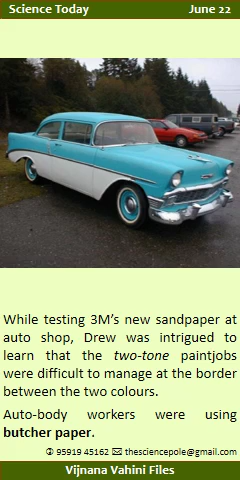 Science Today June 22
While testing 3M’s new sandpaper at
auto shop, Drew was intrigued to
learn that the two-tone paintjobs
were difficult to manage at the border
between the two colours.
Auto-body workers were using
butcher paper.
✆ 95919 45162 ✉ thesciencepole@gmail.com
Vijnana Vahini Files